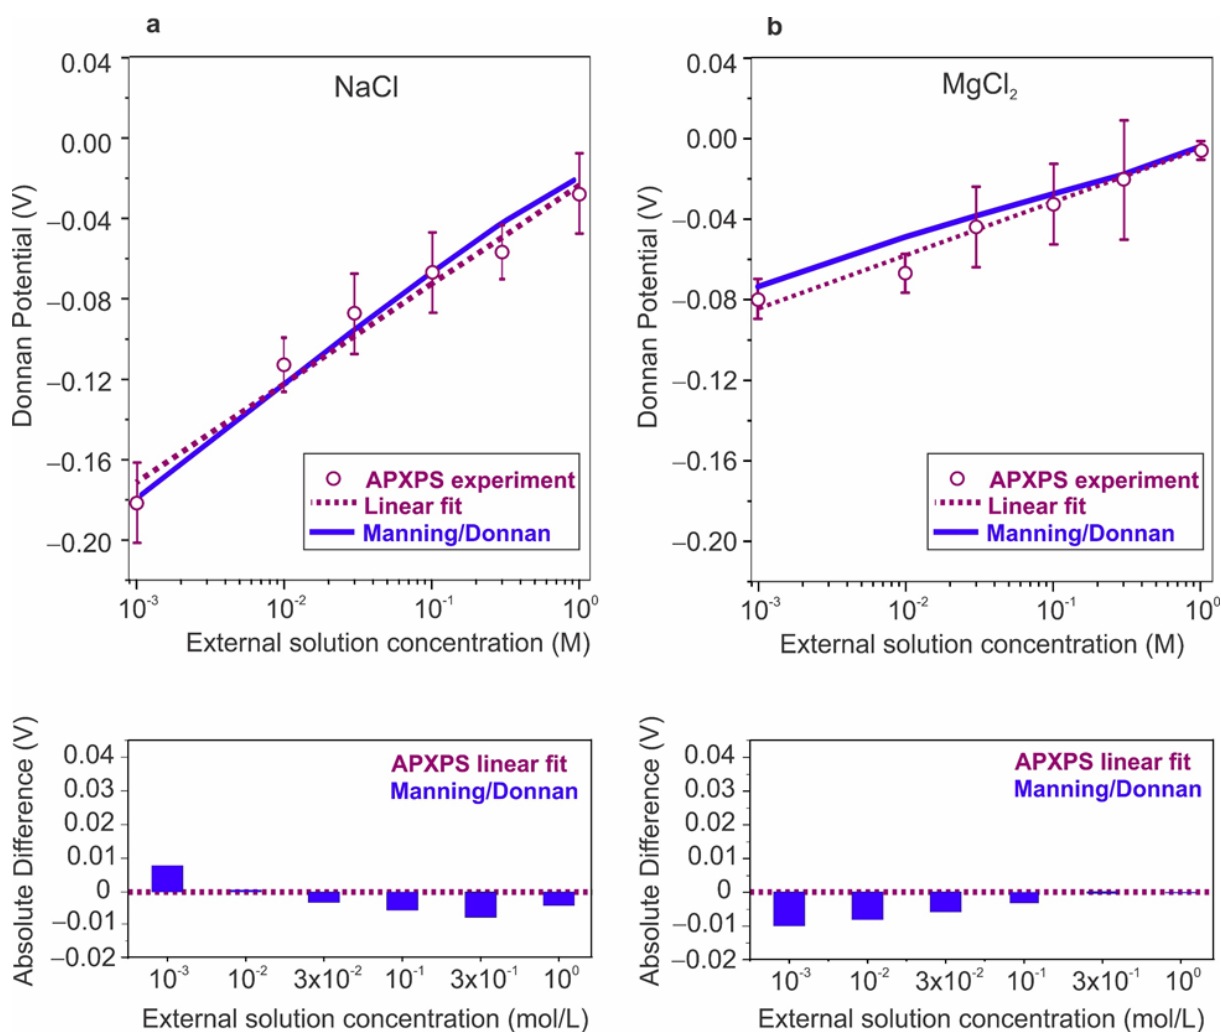 a
0.04
0.00
−0.04
−0.08
−0.12
−0.16
−0.20
Donnan Potential (V)
NaCl
APXPS experiment
Linear fit
Manning/Donnan
10⁻³ 10⁻² 10⁻¹ 10⁰
External solution concentration (M)
b
0.04
0.00
−0.04
−0.08
−0.12
−0.16
−0.20
Donnan Potential (V)
MgCl₂
APXPS experiment
Linear fit
Manning/Donnan
10⁻³ 10⁻² 10⁻¹ 10⁰
External solution concentration (M)
0.04
0.03
0.02
0.01
0
−0.01
−0.02
Absolute Difference (V)
APXPS linear fit
Manning/Donnan
10⁻³ 10⁻² 3x10⁻² 10⁻¹ 3x10⁻¹ 10⁰
External solution concentration (mol/L)
0.04
0.03
0.02
0.01
0
−0.01
−0.02
Absolute Difference (V)
APXPS linear fit
Manning/Donnan
10⁻³ 10⁻² 3x10⁻² 10⁻¹ 3x10⁻¹ 10⁰
External solution concentration (mol/L)